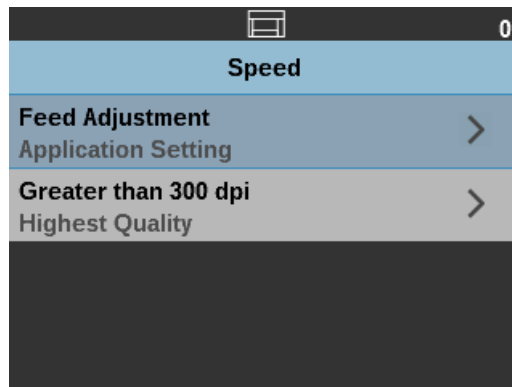 0
Speed
Feed Adjustment
Application Setting
Greater than 300 dpi
Highest Quality